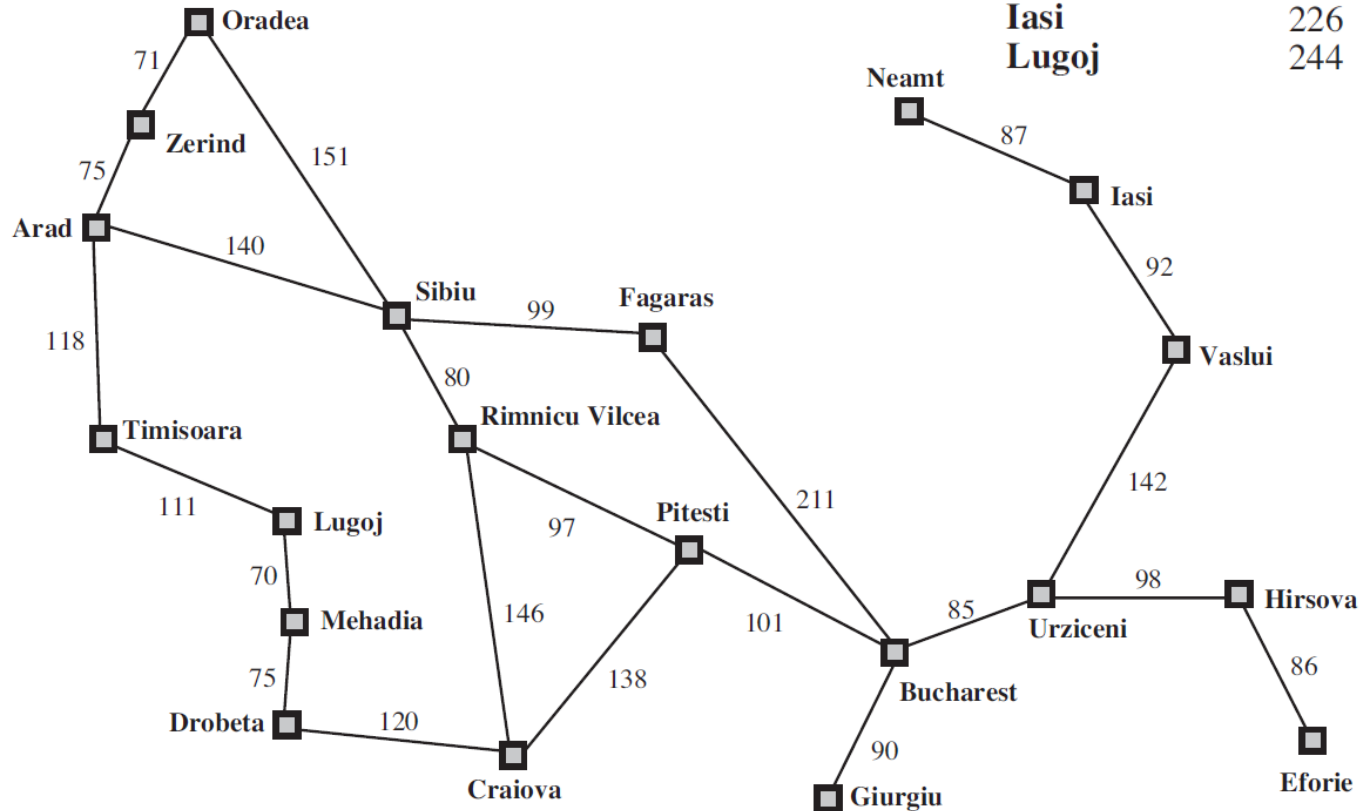 Oradea
Iasi 226
Lugoj 244
71
Neamt
87
Zerind
151
75
Iasi
Arad
140
92
Sibiu
Fagaras
99
118
Vaslui
80
Timisoara
Rimnicu Vilcea
142
111
Lugoj
97
Pitesti
211
70
98
Hirsova
Mehadia
146
101
85
Urziceni
75
138
86
Bucharest
Drobeta
120
90
Craiova
Giurgiu
Eforie